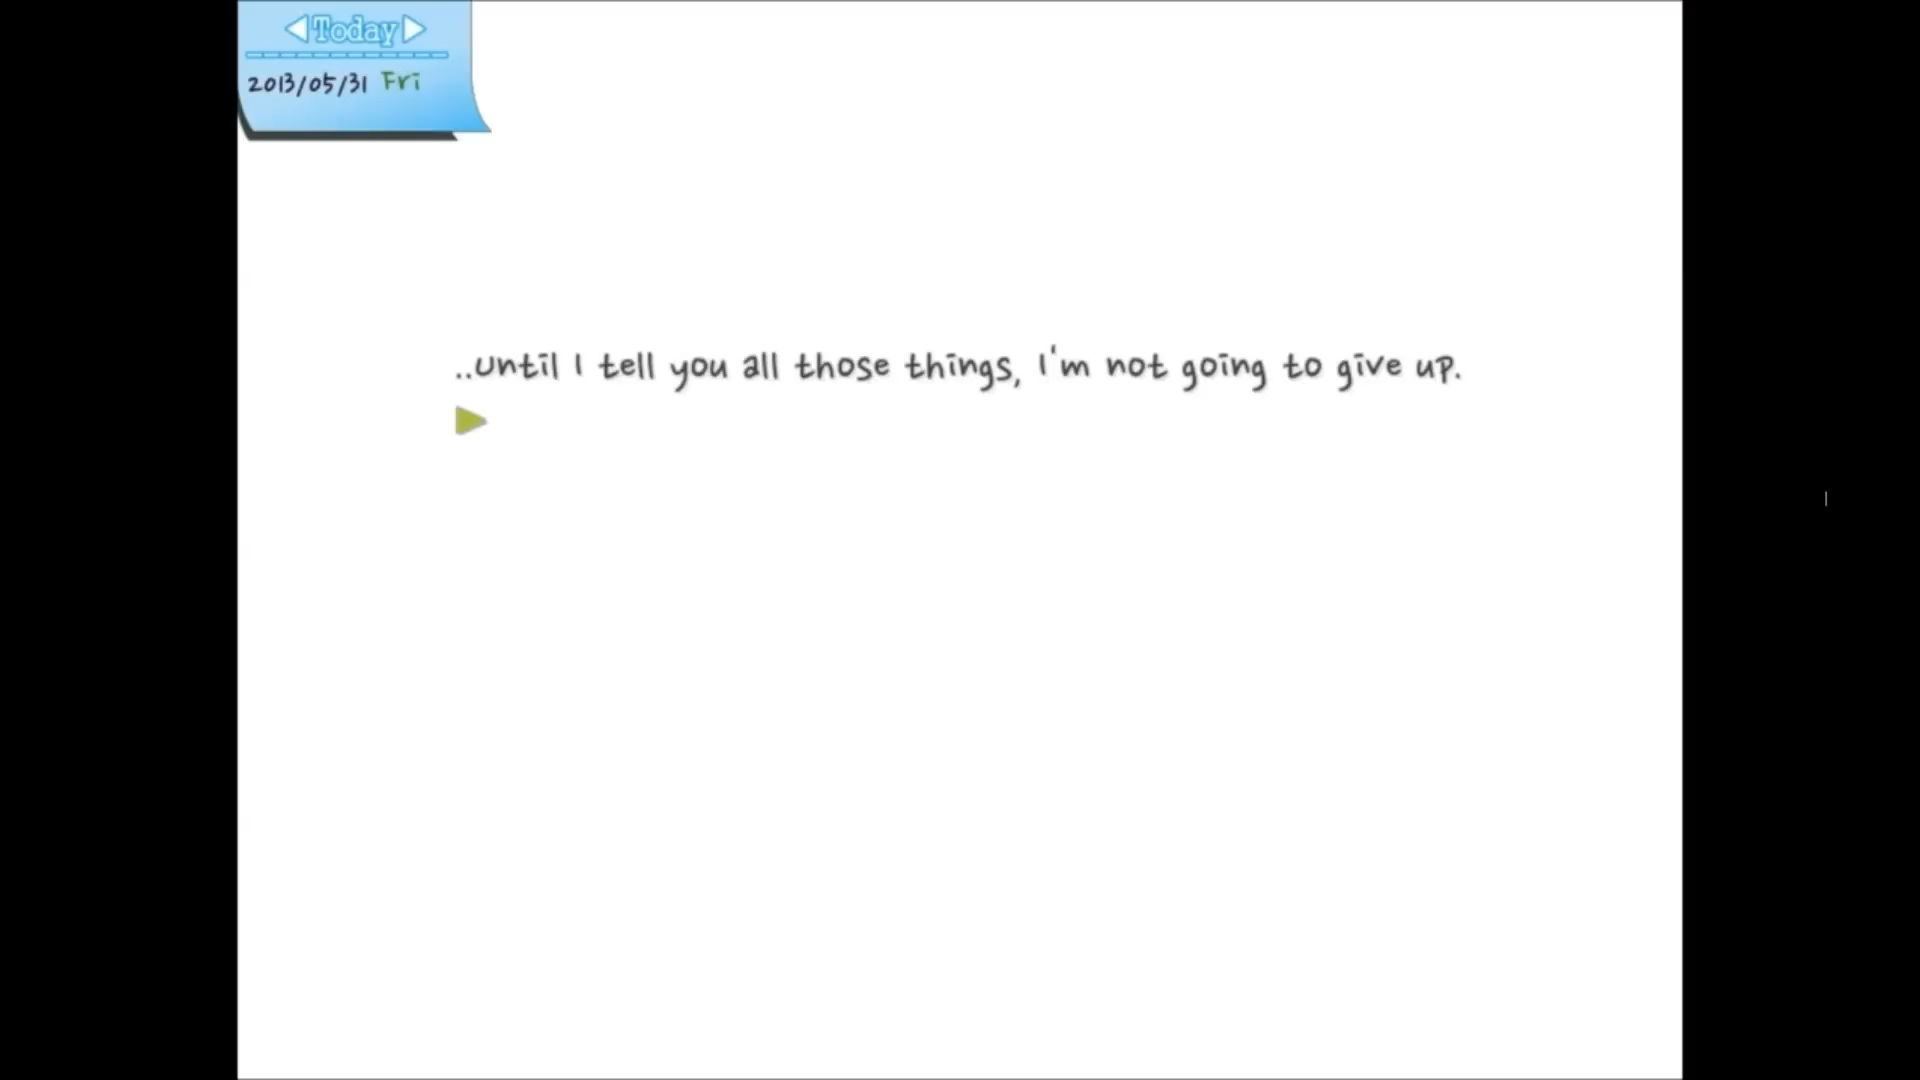 Today
2013/05/31 Fri
..until I tell you all those things, I'm not going to give up.